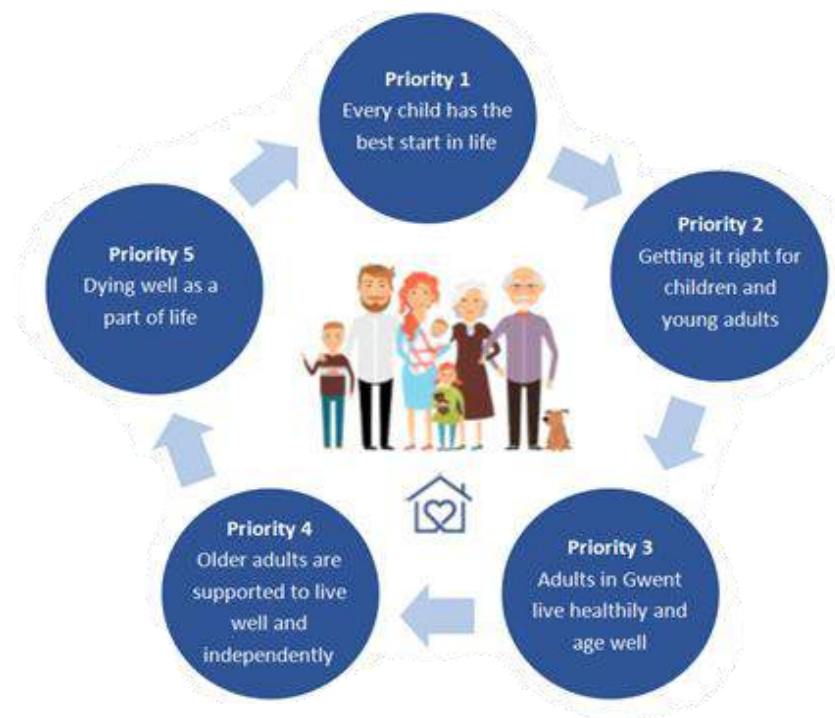 Priority 1
Every child has the
best start in life
Priority 2
Getting it right for
children and
young adults
Priority 3
Adults in Gwent
live healthily and
age well
Priority 4
Older adults are
supported to live
well and
independently
Priority 5
Dying well as a
part of life